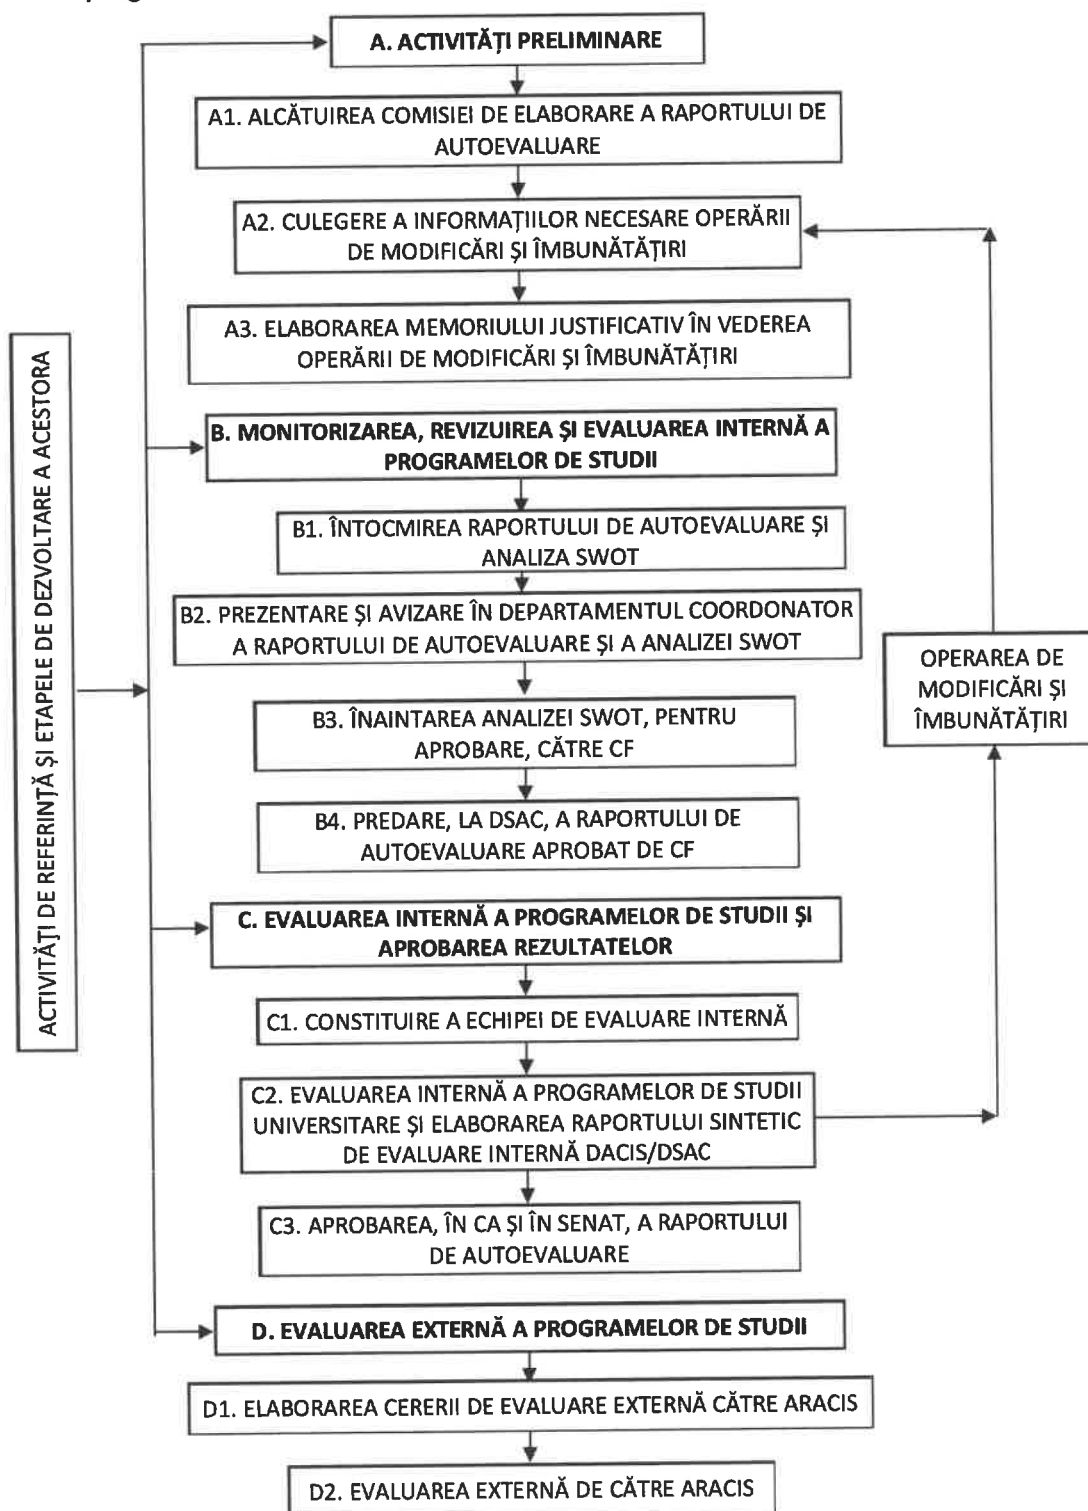 A. ACTIVITĂȚI PRELIMINARE
A1. ALCĂTUIREA COMISIEI DE ELABORARE A RAPORTULUI DE
AUTOEVALUARE
A2. CULEGERE A INFORMAȚIILOR NECESARE OPERĂRII
DE MODIFICĂRI ȘI ÎMBUNĂTĂȚIRI
A3. ELABORAREA MEMORIULUI JUSTIFICATIV ÎN VEDEREA
OPERĂRII DE MODIFICĂRI ȘI ÎMBUNĂTĂȚIRI
ACTIVITĂȚI DE REFERINȚĂ ȘI ETAPELE DE DEZVOLTARE A ACESTORA
B. MONITORIZAREA, REVIZUIREA ȘI EVALUAREA INTERNĂ A
PROGRAMELOR DE STUDII
B1. ÎNTOCMIREA RAPORTULUI DE AUTOEVALUARE ȘI
ANALIZA SWOT
B2. PREZENTARE ȘI AVIZARE ÎN DEPARTAMENTUL COORDONATOR
A RAPORTULUI DE AUTOEVALUARE ȘI A ANALIZEI SWOT
OPERAREA DE
MODIFICĂRI ȘI
ÎMBUNĂTĂȚIRI
B3. ÎNAINTAREA ANALIZEI SWOT, PENTRU
APROBARE, CĂTRE CF
B4. PREDARE, LA DSAC, A RAPORTULUI DE
AUTOEVALUARE APROBAT DE CF
C. EVALUAREA INTERNĂ A PROGRAMELOR DE STUDII ȘI
APROBAREA REZULTATELOR
C1. CONSTITUIRE A ECHIPEI DE EVALUARE INTERNĂ
C2. EVALUAREA INTERNĂ A PROGRAMELOR DE STUDII
UNIVERSITARE ȘI ELABORAREA RAPORTULUI SINTETIC
DE EVALUARE INTERNĂ DACIS/DSAC
C3. APROBAREA, ÎN CA ȘI ÎN SENAT, A RAPORTULUI
DE AUTOEVALUARE
D. EVALUAREA EXTERNĂ A PROGRAMELOR DE STUDII
D1. ELABORAREA CERERII DE EVALUARE EXTERNĂ CĂTRE ARACIS
D2. EVALUAREA EXTERNĂ DE CĂTRE ARACIS